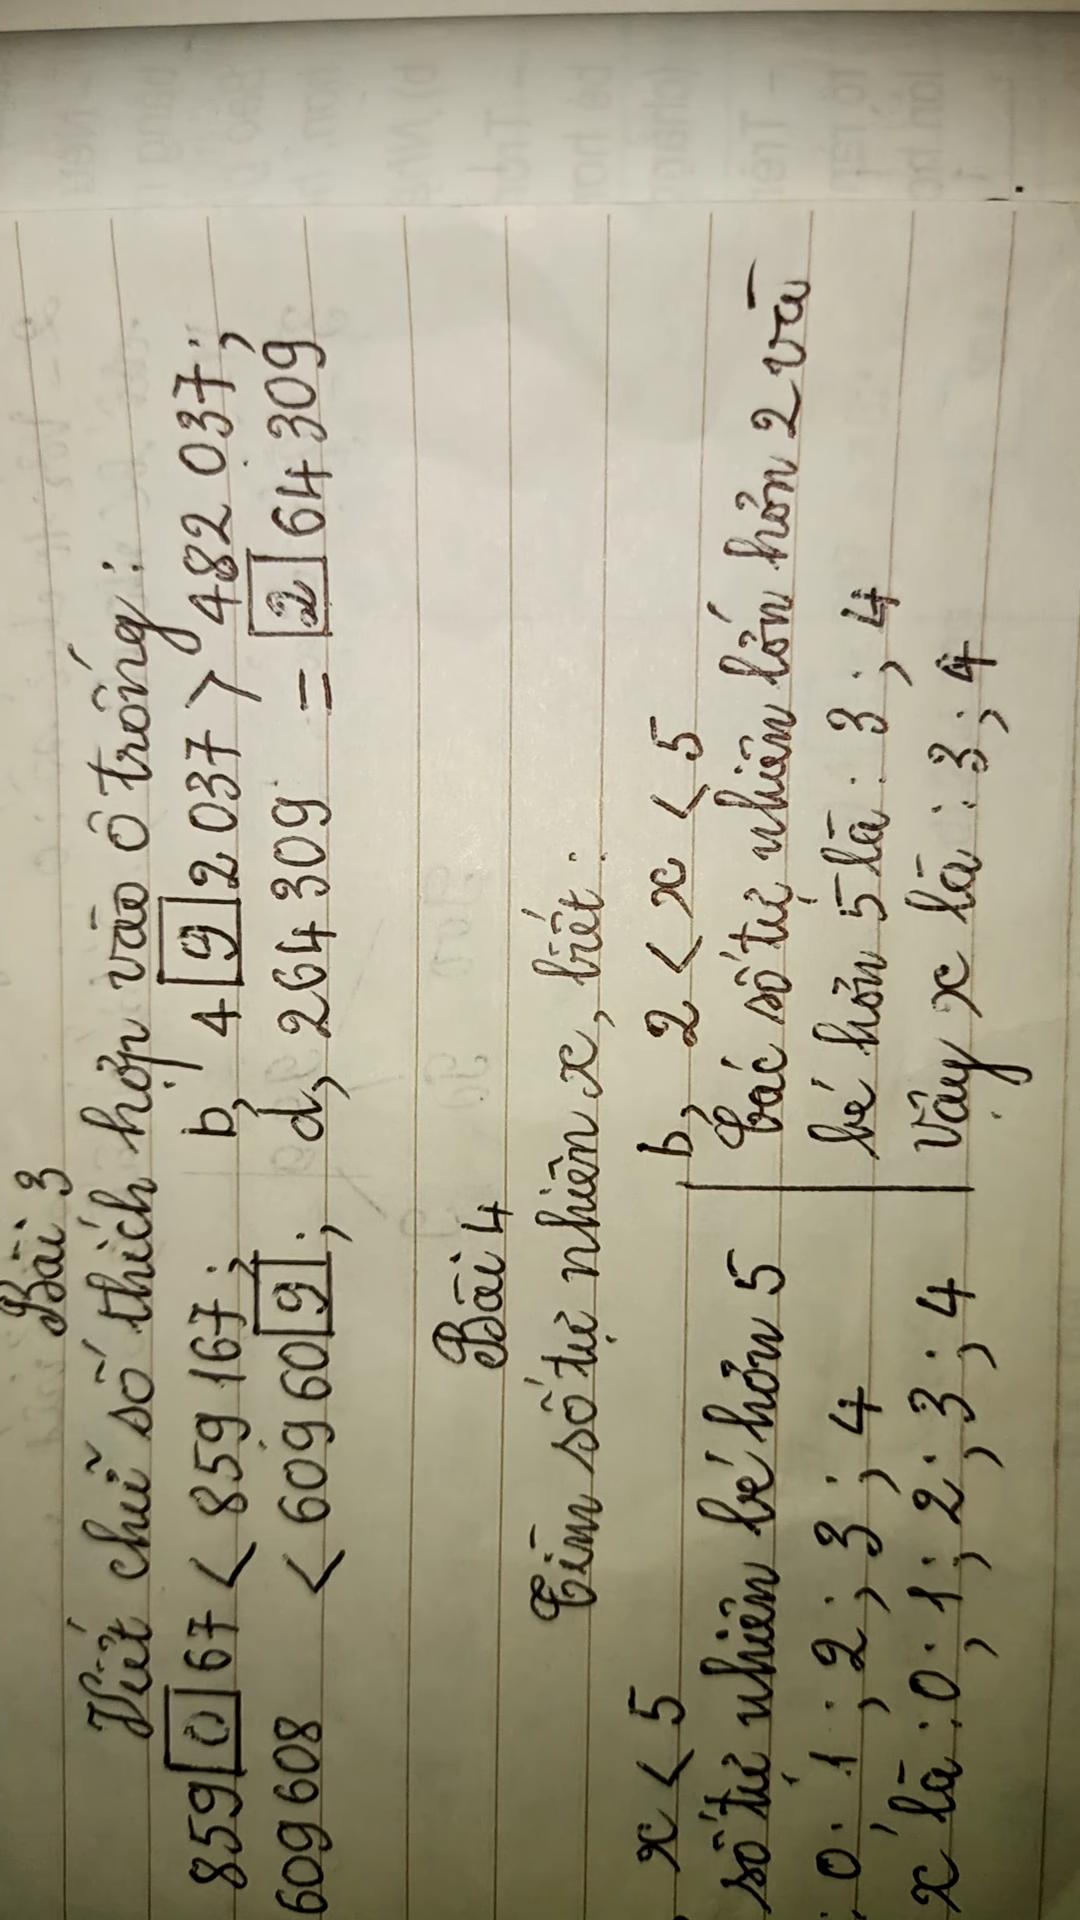 Bài 3
Viết chữ số thích hợp vào ô trống:
859 0 67 < 859 167; b, 4 9 2 037 > 482 037;
609 608 < 609 60 9; d, 264 309 = 2 64 309
Bài 4
Tìm số tự nhiên x, biết:
x < 5
số tự nhiên bé hơn 5
: 0; 1; 2; 3; 4
x là: 0; 1; 2; 3; 4
b, 2 < x < 5
Các số tự nhiên lớn hơn 2 và
bé hơn 5 là: 3; 4
Vậy x là: 3; 4